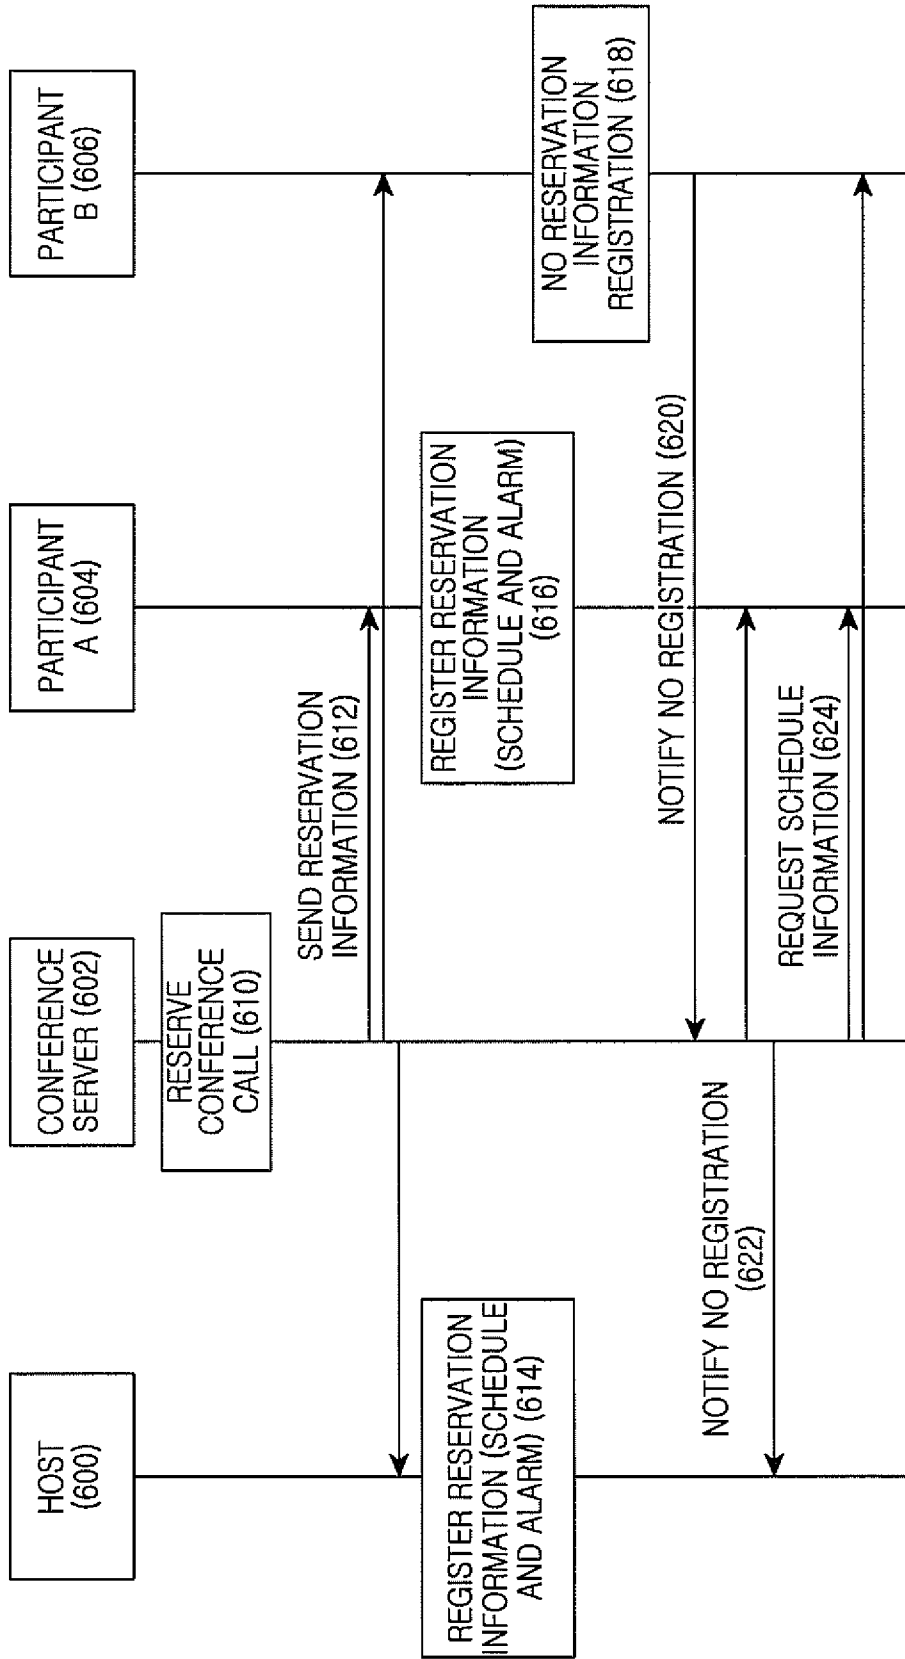 HOST
(600)
CONFERENCE
SERVER (602)
PARTICIPANT
A (604)
PARTICIPANT
B (606)
RESERVE
CONFERENCE
CALL (610)
SEND RESERVATION
INFORMATION (612)
REGISTER RESERVATION
INFORMATION (SCHEDULE
AND ALARM) (614)
REGISTER RESERVATION
INFORMATION
(SCHEDULE AND ALARM)
(616)
NO RESERVATION
INFORMATION
REGISTRATION (618)
NOTIFY NO REGISTRATION (620)
NOTIFY NO REGISTRATION
(622)
REQUEST SCHEDULE
INFORMATION (624)